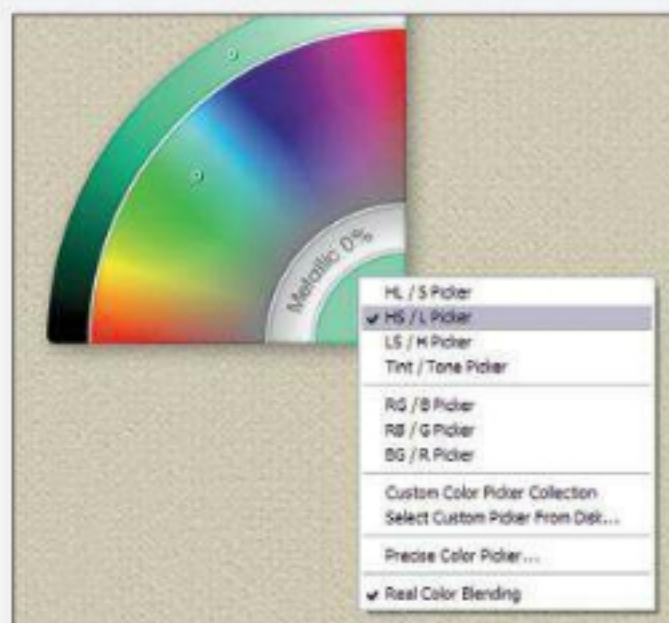 Metallic 0%
HL / S Picker
HS / L Picker
LS / H Picker
Tint / Tone Picker
RG / B Picker
RB / G Picker
BG / R Picker
Custom Color Picker Collection
Select Custom Picker From Disk...
Precise Color Picker...
Real Color Blending